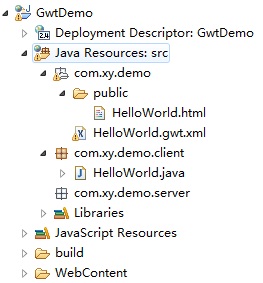 GwtDemo
Deployment Descriptor: GwtDemo
Java Resources: src
com.xy.demo
public
HelloWorld.html
HelloWorld.gwt.xml
com.xy.demo.client
HelloWorld.java
com.xy.demo.server
Libraries
JavaScript Resources
build
WebContent